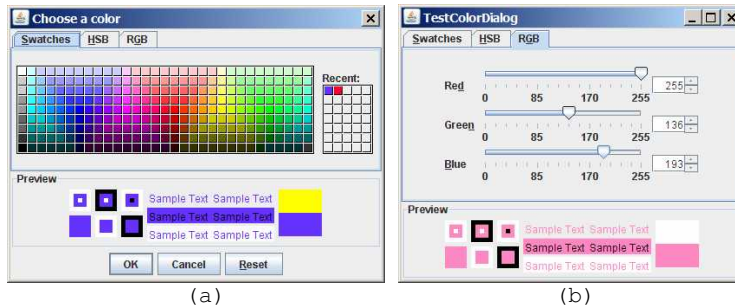 Choose a color
Swatches HSB RGB
Recent:
Preview
Sample Text Sample Text
Sample Text Sample Text
Sample Text Sample Text
OK Cancel Reset
(a)
TestColorDialog
Swatches HSB RGB
Red 255
0 85 170 255
Green 136
0 85 170 255
Blue 193
0 85 170 255
Preview
Sample Text Sample Text
Sample Text Sample Text
Sample Text Sample Text
(b)